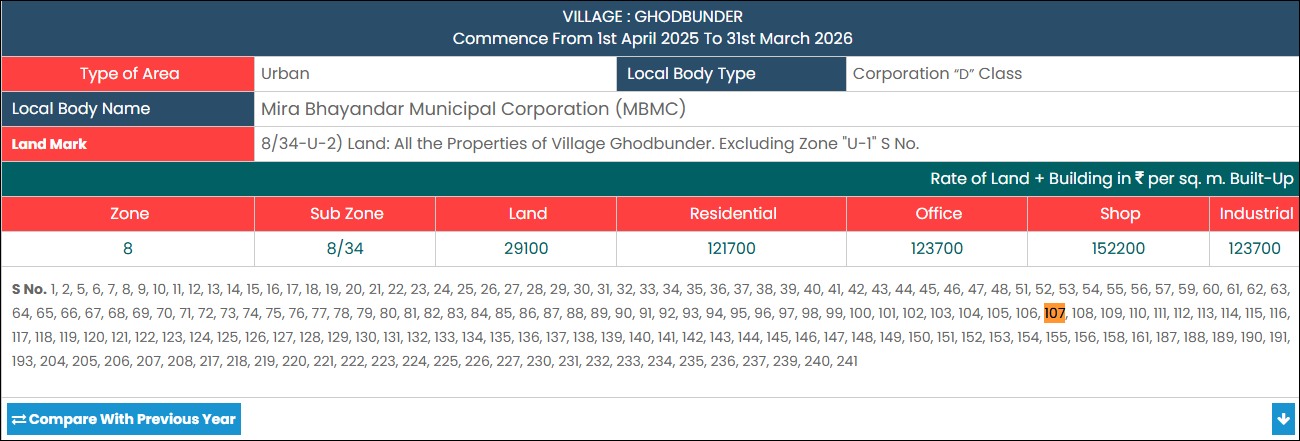 VILLAGE : GHODBUNDER
Commence From 1st April 2025 To 31st March 2026
Type of Area Urban Local Body Type Corporation “D” Class
Local Body Name Mira Bhayandar Municipal Corporation (MBMC)
Land Mark 8/34-U-2) Land: All the Properties of Village Ghodbunder. Excluding Zone "U-1" S No.
Rate of Land + Building in ₹ per sq. m. Built-Up
Zone Sub Zone Land Residential Office Shop Industrial
8 8/34 29100 121700 123700 152200 123700
S No. 1, 2, 5, 6, 7, 8, 9, 10, 11, 12, 13, 14, 15, 16, 17, 18, 19, 20, 21, 22, 23, 24, 25, 26, 27, 28, 29, 30, 31, 32, 33, 34, 35, 36, 37, 38, 39, 40, 41, 42, 43, 44, 45, 46, 47, 48, 51, 52, 53, 54, 55, 56, 57, 59, 60, 61, 62, 63,
64, 65, 66, 67, 68, 69, 70, 71, 72, 73, 74, 75, 76, 77, 78, 79, 80, 81, 82, 83, 84, 85, 86, 87, 88, 89, 90, 91, 92, 93, 94, 95, 96, 97, 98, 99, 100, 101, 102, 103, 104, 105, 106, 107, 108, 109, 110, 111, 112, 113, 114, 115, 116,
117, 118, 119, 120, 121, 122, 123, 124, 125, 126, 127, 128, 129, 130, 131, 132, 133, 134, 135, 136, 137, 138, 139, 140, 141, 142, 143, 144, 145, 146, 147, 148, 149, 150, 151, 152, 153, 154, 155, 156, 158, 161, 187, 188, 189, 190, 191,
193, 204, 205, 206, 207, 208, 217, 218, 219, 220, 221, 222, 223, 224, 225, 226, 227, 230, 231, 232, 233, 234, 235, 236, 237, 239, 240, 241
Compare With Previous Year